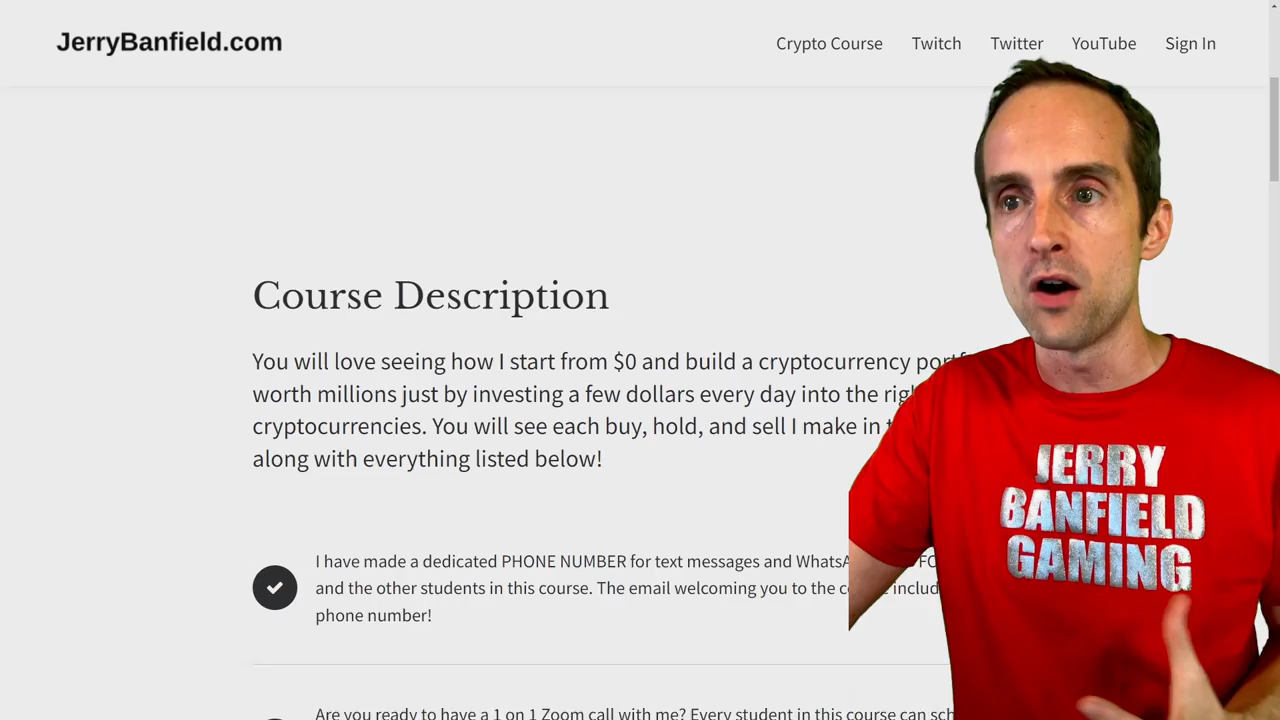 JerryBanfield.com
Crypto Course Twitch Twitter YouTube Sign In
Course Description
You will love seeing how I start from $0 and build a cryptocurrency
worth millions just by investing a few dollars every day into the
cryptocurrencies. You will see each buy, hold, and sell I make in
along with everything listed below!
I have made a dedicated PHONE NUMBER for text messages and
and the other students in this course. The email welcoming you to the
phone number!
Are you ready to have a 1 on 1 Zoom call with me? Every student in this course can
JERRY
BANFIELD
GAMING